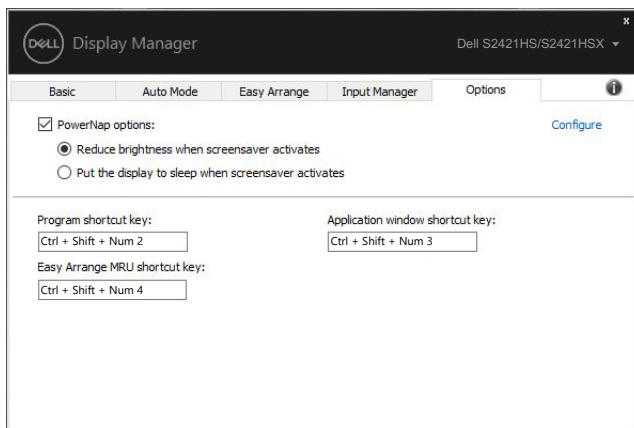 x
DELL Display Manager
Dell S2421HS/S2421HSX
Basic Auto Mode Easy Arrange Input Manager Options i
PowerNap options: Configure
Reduce brightness when screensaver activates
Put the display to sleep when screensaver activates
Program shortcut key: Application window shortcut key:
Ctrl + Shift + Num 2 Ctrl + Shift + Num 3
Easy Arrange MRU shortcut key:
Ctrl + Shift + Num 4